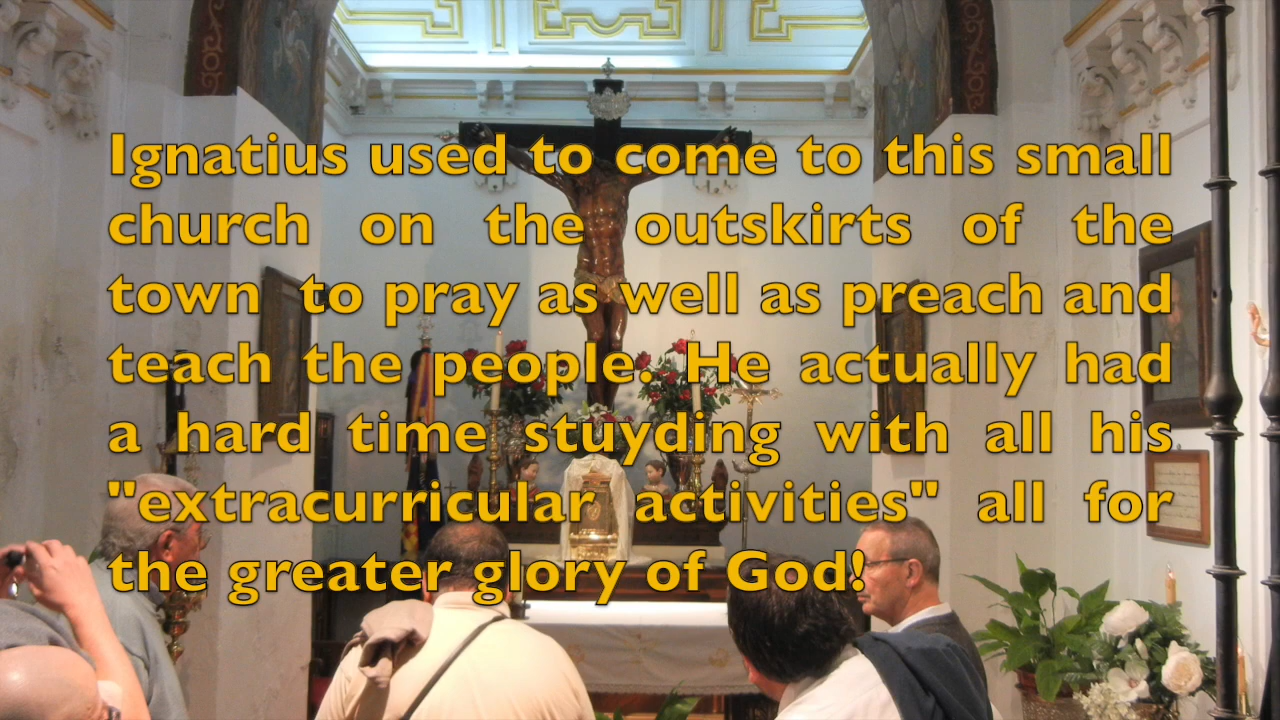 Ignatius used to come to this small
church on the outskirts of the
town to pray as well as preach and
teach the people. He actually had
a hard time stuyding with all his
"extracurricular activities" all for
the greater glory of God!